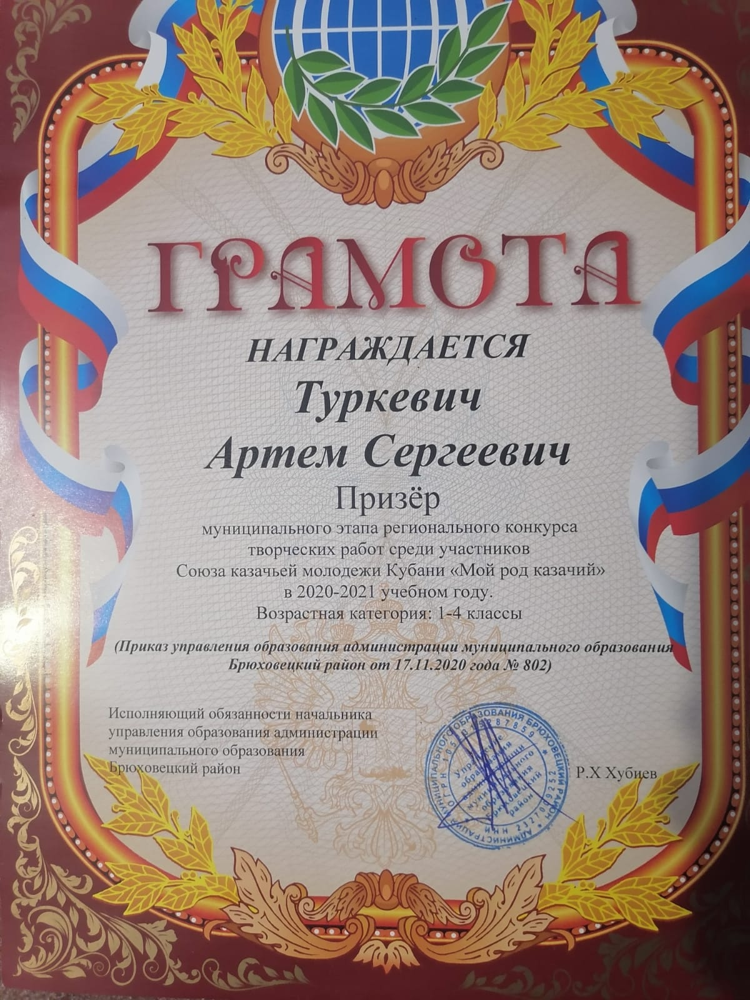 ГРАМОТА
НАГРАЖДАЕТСЯ
Туркевич
Артем Сергеевич
Призёр
муниципального этапа регионального конкурса
творческих работ среди участников
Союза казачьей молодежи Кубани «Мой род казачий»
в 2020-2021 учебном году.
Возрастная категория: 1-4 классы
(Приказ управления образования администрации муниципального образования
Брюховецкий район от 17.11.2020 года № 802)
Исполняющий обязанности начальника
управления образования администрации
муниципального образования
Брюховецкий район
Р.Х Хубиев
АДМИНИСТРАЦИЯ МУНИЦИПАЛЬНОГО ОБРАЗОВАНИЯ БРЮХОВЕЦКИЙ РАЙОН
ОГРН
ИНН 2327009252
Управление
образования
администрации
муниципального
образования
Брюховецкий
район